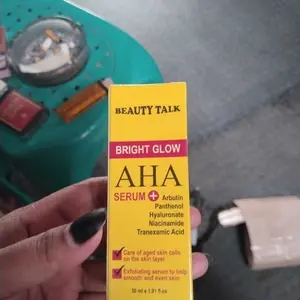 BEAUTY TALK
BRIGHT GLOW
AHA
SERUM + Arbutin
Panthenol
Hyaluronate
Niacinamide
Tranexamic Acid
Care of aged skin cells
on the skin layer
Exfoliating serum to help
smooth and even skin
30 ml e 1.01 fl.oz